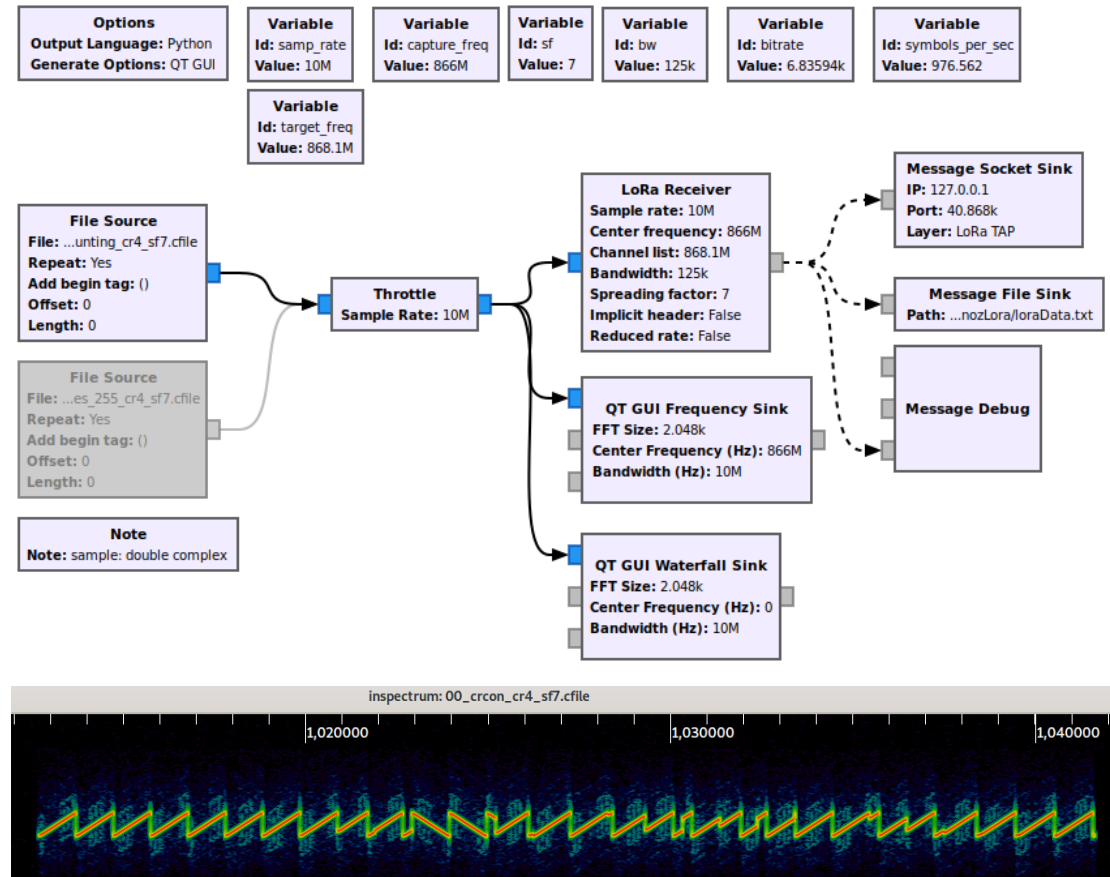 Options
Output Language: Python
Generate Options: QT GUI
Variable
Id: samp_rate
Value: 10M
Variable
Id: capture_freq
Value: 866M
Variable
Id: sf
Value: 7
Variable
Id: bw
Value: 125k
Variable
Id: bitrate
Value: 6.83594k
Variable
Id: symbols_per_sec
Value: 976.562
Variable
Id: target_freq
Value: 868.1M
File Source
File: ...unting_cr4_sf7.cfile
Repeat: Yes
Add begin tag: ()
Offset: 0
Length: 0
File Source
File: ...es_255_cr4_sf7.cfile
Repeat: Yes
Add begin tag: ()
Offset: 0
Length: 0
Note
Note: sample: double complex
Throttle
Sample Rate: 10M
LoRa Receiver
Sample rate: 10M
Center frequency: 866M
Channel list: 868.1M
Bandwidth: 125k
Spreading factor: 7
Implicit header: False
Reduced rate: False
QT GUI Frequency Sink
FFT Size: 2.048k
Center Frequency (Hz): 866M
Bandwidth (Hz): 10M
QT GUI Waterfall Sink
FFT Size: 2.048k
Center Frequency (Hz): 0
Bandwidth (Hz): 10M
Message Socket Sink
IP: 127.0.0.1
Port: 40.868k
Layer: LoRa TAP
Message File Sink
Path: ...nozLora/loraData.txt
Message Debug
inspectrum: 00_crcon_cr4_sf7.cfile
1,020000
1,030000
1,040000